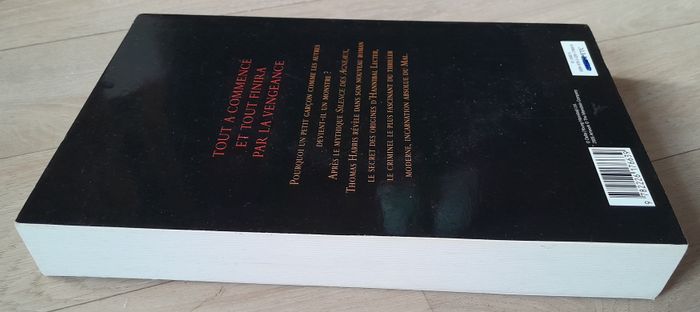 TOUT A COMMENCÉ
ET TOUT FINIRA
PAR LA VENGEANCE
POURQUOI UN PETIT GARÇON COMME LES AUTRES
DEVIENT-IL UN MONSTRE ?
APRÈS LE MYTHIQUE SILENCE DES AGNEAUX,
THOMAS HARRIS RÉVÈLE DANS SON NOUVEAU ROMAN
LE SECRET DES ORIGINES D'HANNIBAL LECTER,
LE CRIMINEL LE PLUS FASCINANT DU THRILLER
MODERNE, INCARNATION ABSOLUE DU MAL.
TTC